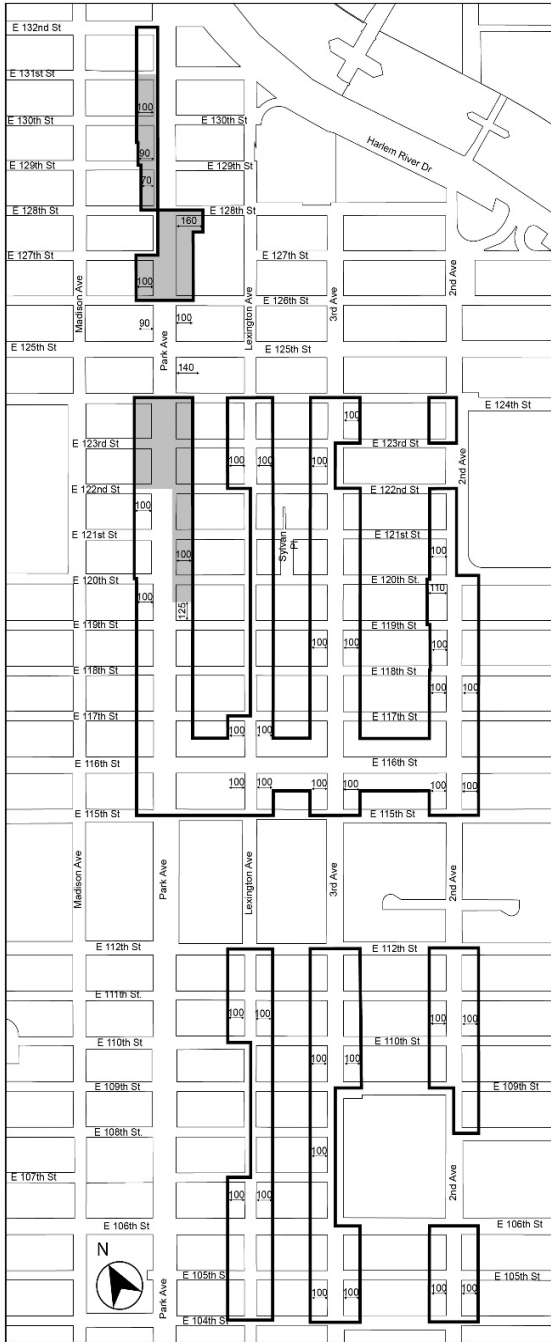 E 132nd St
E 131st St
100
E 130th St
E 130th St
Harlem River Dr
90
E 129th St
E 129th St
70
E 128th St
E 128th St
160
E 127th St
E 127th St
2nd Ave
Madison Ave
100
Lexington Ave
3rd Ave
E 126th St
Park Ave
90
100
E 125th St
E 125th St
140
E 124th St
100
E 123rd St
E 123rd St
2nd Ave
100
100
100
E 122nd St
E 122nd St
100
E 121st St
Sylvan Pl
E 121st St
100
100
E 120th St
E 120th St.
100
110
125
E 119th St
E 119th St
100
100
100
E 118th St
E 118th St
100
100
E 117th St
E 117th St
100
100
E 116th St
E 116th St
100
100
100
100
100
100
E 115th St
E 115th St
Madison Ave
Park Ave
Lexington Ave
3rd Ave
2nd Ave
E 112th St
E 112th St
E 111th St.
100
100
100
100
E 110th St
E 110th St
100
100
E 109th St
E 109th St
E 108th St.
100
E 107th St
100
100
2nd Ave
E 106th St
E 106th St
N
E 105th S
E 105th St
100
100
100
100
Park Ave
E 104th St